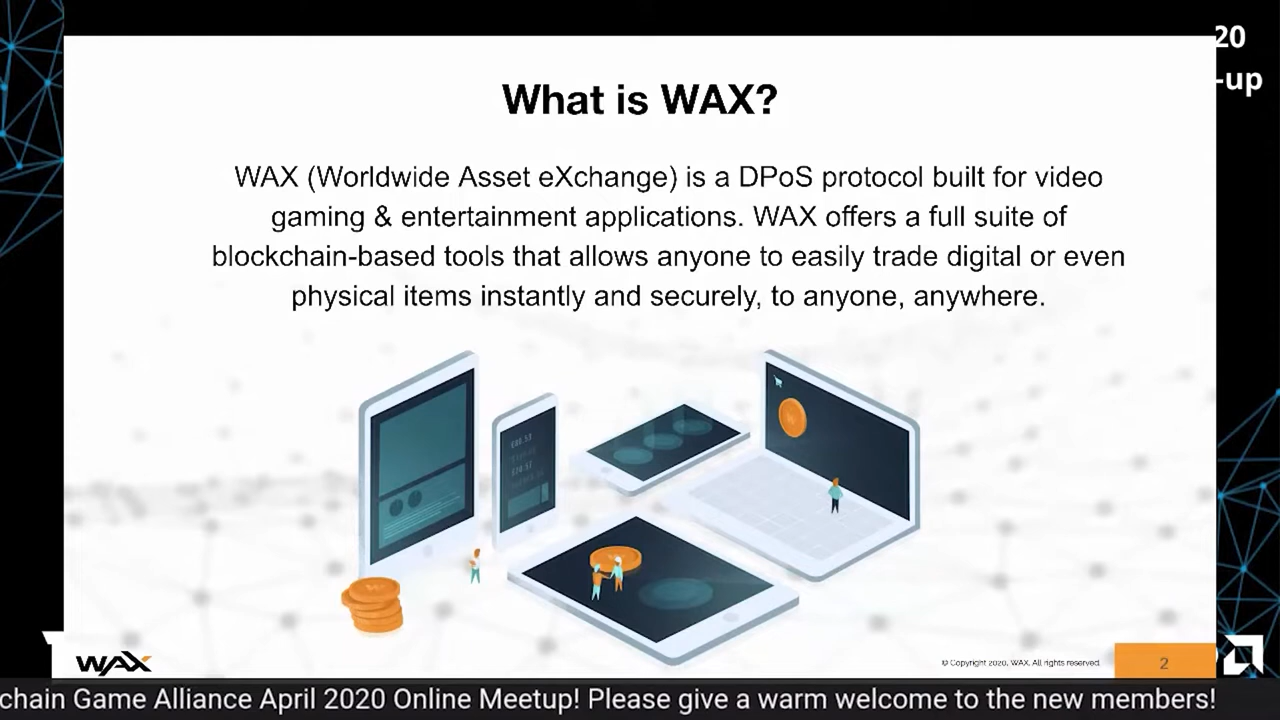 20
-up
What is WAX?
WAX (Worldwide Asset eXchange) is a DPoS protocol built for video
gaming & entertainment applications. WAX offers a full suite of
blockchain-based tools that allows anyone to easily trade digital or even
physical items instantly and securely, to anyone, anywhere.
WAX
© Copyright 2020, WAX. All rights reserved.
2
chain Game Alliance April 2020 Online Meetup! Please give a warm welcome to the new members!